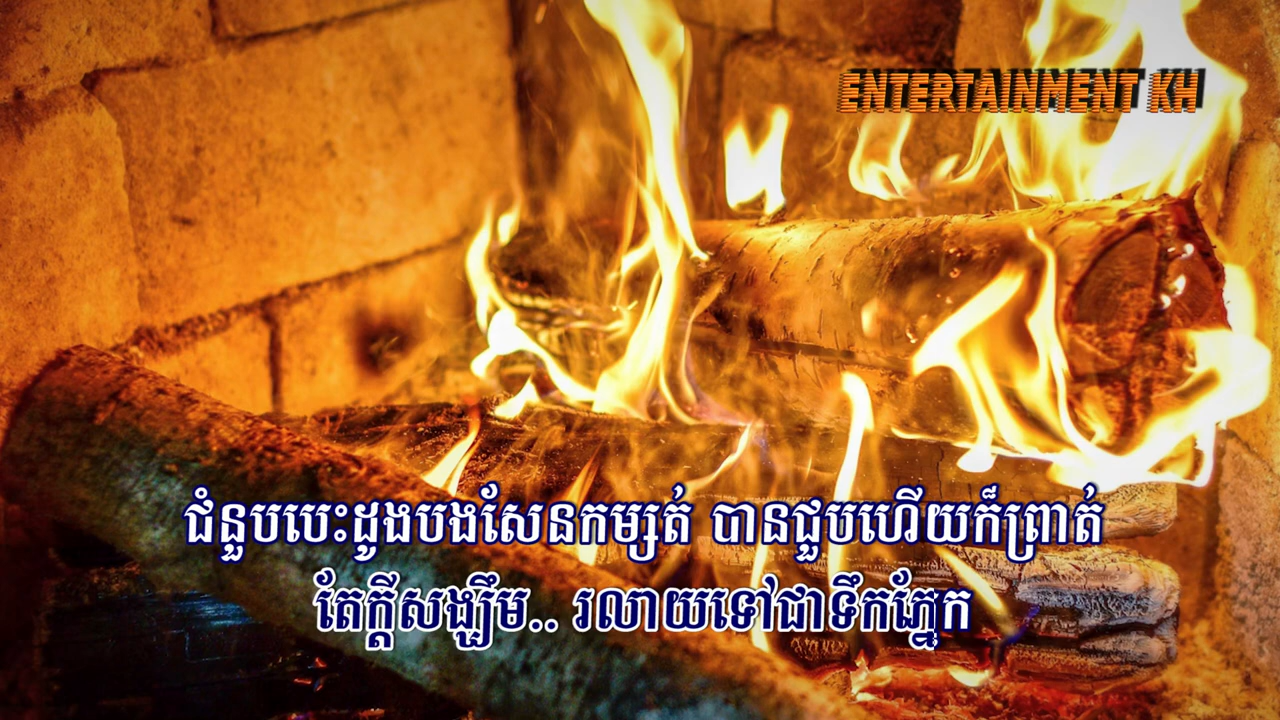 ENTERTAINMENT KH
ជំនួបបេះដូងបងសែនកម្សត់ បានជួបហើយក៏ព្រាត់
តែក្ដីសង្ឃឹម.. រលាយទៅជាទឹកភ្នែក